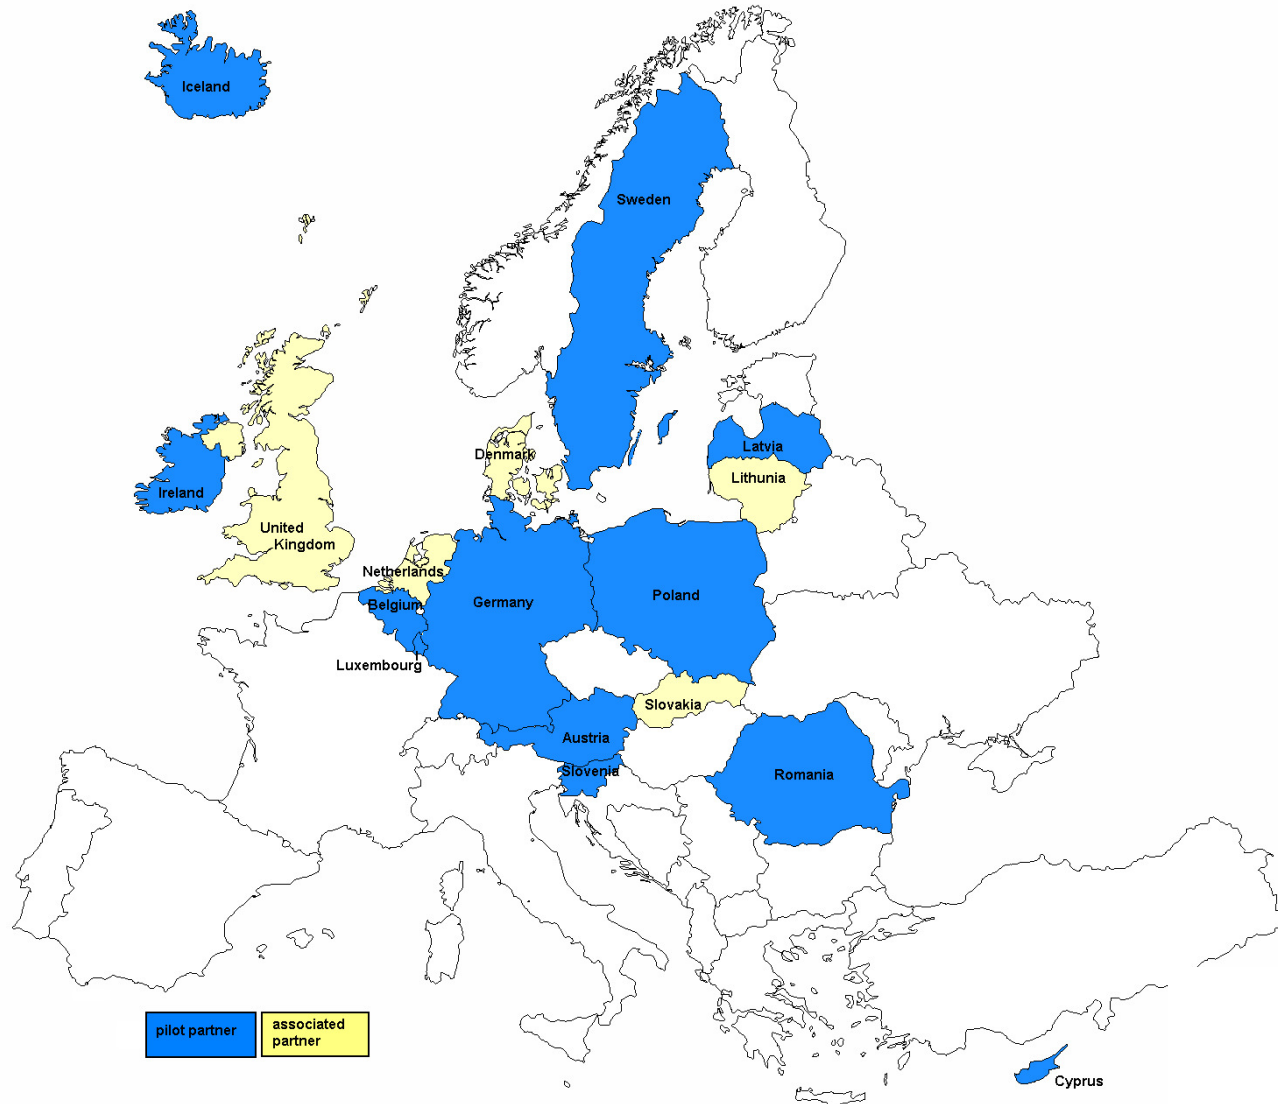 Iceland
Sweden
Denmark
Latvia
Lithunia
Ireland
United
Kingdom
Netherlands
Belgium
Germany
Poland
Luxembourg
Slovakia
Austria
Slovenia
Romania
pilot partner
associated
partner
Cyprus